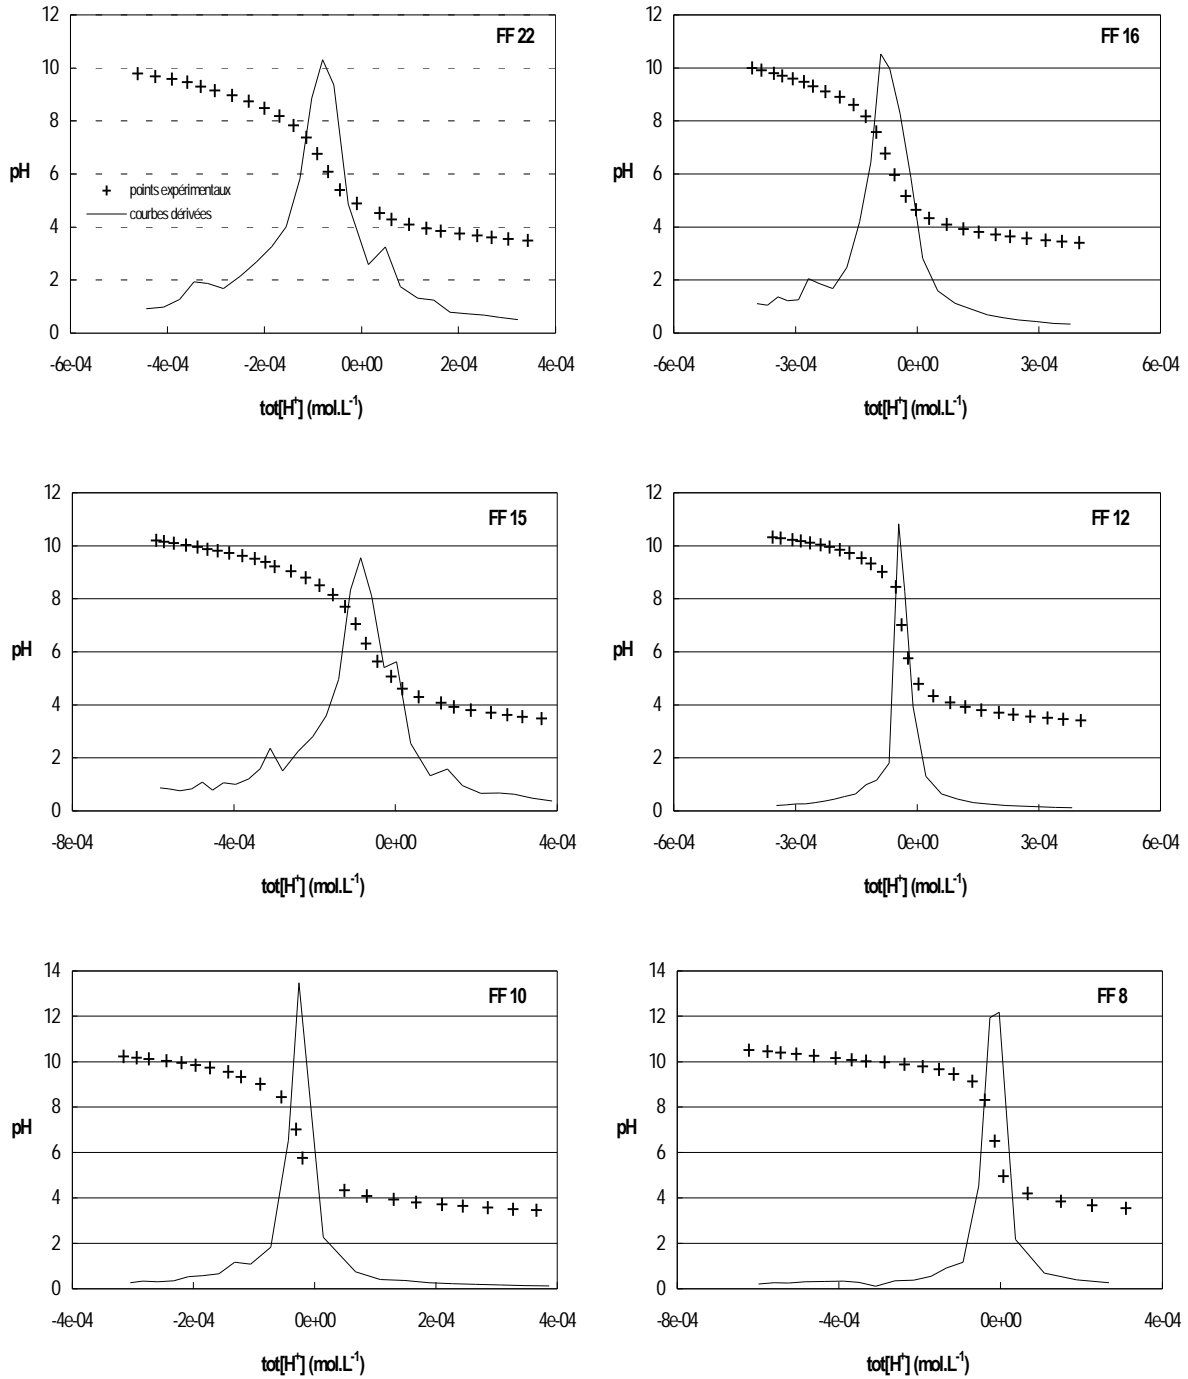 12
FF 22
10
8
6
pH
points expérimentaux
courbes dérivées
4
2
0
-6e-04 -4e-04 -2e-04 0e+00 2e-04 4e-04
tot[H+] (mol.L-1)
12
FF 16
10
8
6
pH
4
2
0
-6e-04 -3e-04 0e+00 3e-04 6e-04
tot[H+] (mol.L-1)
12
FF 15
10
8
6
pH
4
2
0
-8e-04 -4e-04 0e+00 4e-04
tot[H+] (mol.L-1)
12
FF 12
10
8
6
pH
4
2
0
-6e-04 -3e-04 0e+00 3e-04 6e-04
tot[H+] (mol.L-1)
14
FF 10
12
10
8
pH
6
4
2
0
-4e-04 -2e-04 0e+00 2e-04 4e-04
tot[H+] (mol.L-1)
14
FF 8
12
10
8
pH
6
4
2
0
-8e-04 -4e-04 0e+00 4e-04
tot[H+] (mol.L-1)